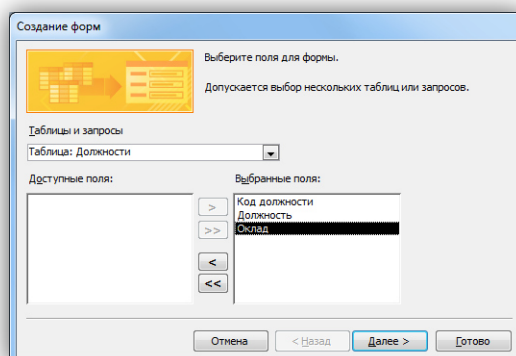 Создание форм
Выберите поля для формы.
Допускается выбор нескольких таблиц или запросов.
Таблицы и запросы
Таблица: Должности
Доступные поля:
Выбранные поля:
>
>>
<
<<
Код должности
Должность
Оклад
Отмена
< Назад
Далее >
Готово